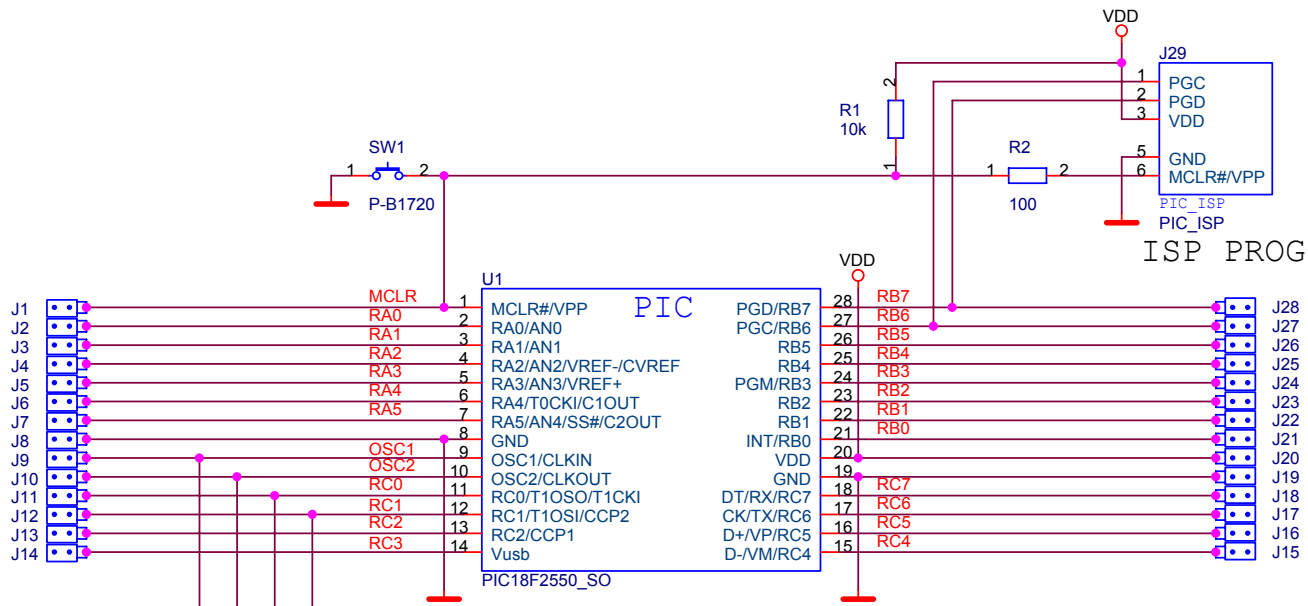 VDD
J29
1 PGC
2 PGD
3 VDD
5 GND
6 MCLR#/VPP
PIC_ISP
PIC_ISP
ISP PROG
2
R1
10k
1
R2
1 2
100
SW1
1 2
P-B1720
VDD
U1
PIC
J1 MCLR 1 MCLR#/VPP PGD/RB7 28 RB7 J28
J2 RA0 2 RA0/AN0 PGC/RB6 27 RB6 J27
J3 RA1 3 RA1/AN1 RB5 26 RB5 J26
J4 RA2 4 RA2/AN2/VREF-/CVREF RB4 25 RB4 J25
J5 RA3 5 RA3/AN3/VREF+ PGM/RB3 24 RB3 J24
J6 RA4 6 RA4/T0CKI/C1OUT RB2 23 RB2 J23
J7 RA5 7 RA5/AN4/SS#/C2OUT RB1 22 RB1 J22
J8 8 GND INT/RB0 21 RB0 J21
J9 OSC1 9 OSC1/CLKIN VDD 20 J20
J10 OSC2 10 OSC2/CLKOUT GND 19 J19
J11 RC0 11 RC0/T1OSO/T1CKI DT/RX/RC7 18 RC7 J18
J12 RC1 12 RC1/T1OSI/CCP2 CK/TX/RC6 17 RC6 J17
J13 RC2 13 RC2/CCP1 D+/VP/RC5 16 RC5 J16
J14 RC3 14 Vusb D-/VM/RC4 15 RC4 J15
PIC18F2550_SO